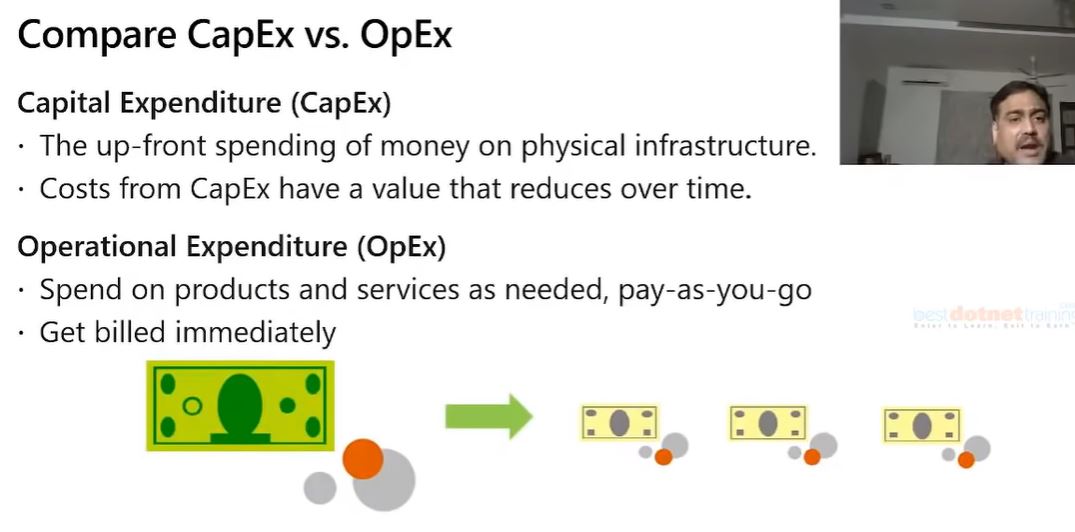 Compare CapEx vs. OpEx
Capital Expenditure (CapEx)
· The up-front spending of money on physical infrastructure.
· Costs from CapEx have a value that reduces over time.
Operational Expenditure (OpEx)
· Spend on products and services as needed, pay-as-you-go
· Get billed immediately
bestdotnettraining
Enter to Learn, Exit to Earn